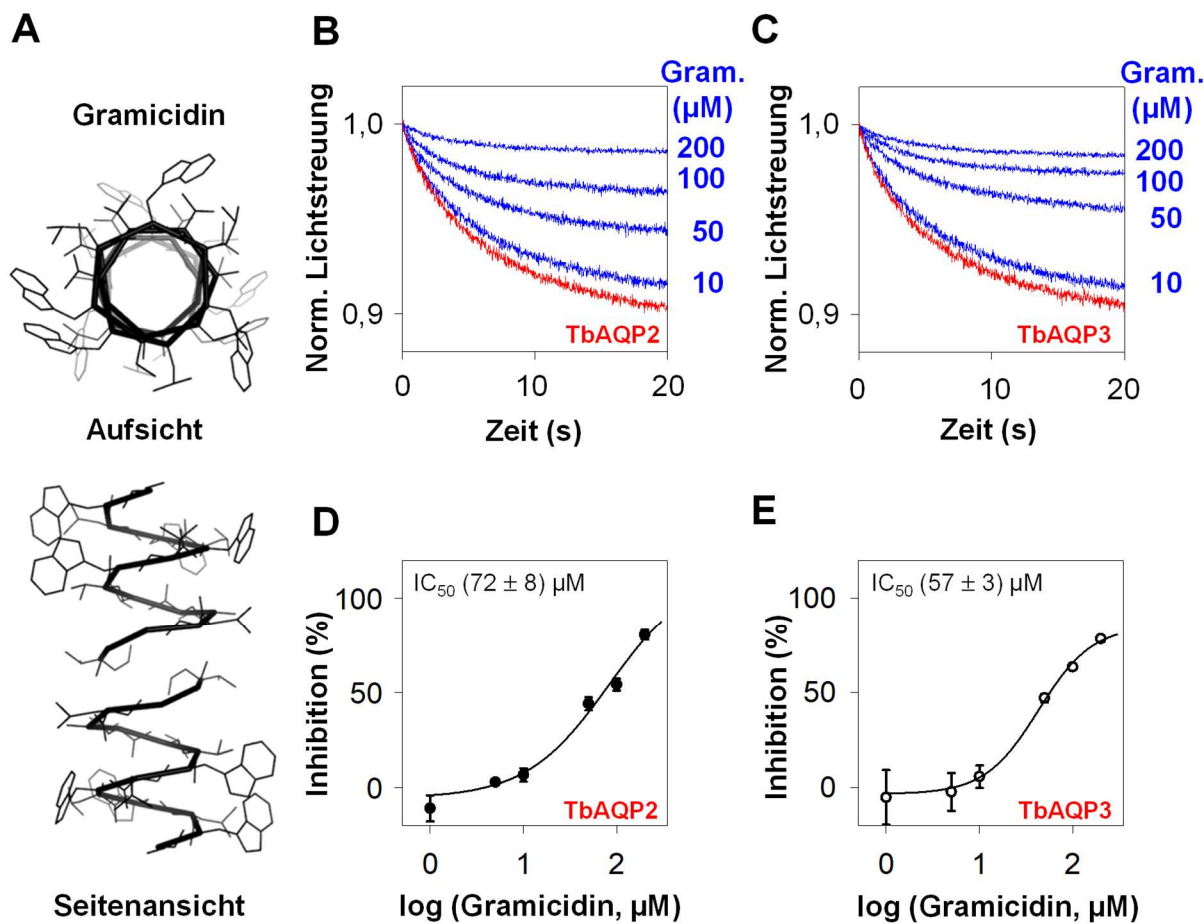 A
Gramicidin
Aufsicht
Seitenansicht
B
Norm. Lichtstreuung
1,0
0,9
0
10
20
Zeit (s)
Gram.
(µM)
200
100
50
10
TbAQP2
C
Norm. Lichtstreuung
1,0
0,9
0
10
20
Zeit (s)
Gram.
(µM)
200
100
50
10
TbAQP3
D
IC50 (72 ± 8) µM
Inhibition (%)
100
50
0
0
1
2
log (Gramicidin, µM)
TbAQP2
E
IC50 (57 ± 3) µM
Inhibition (%)
100
50
0
0
1
2
log (Gramicidin, µM)
TbAQP3